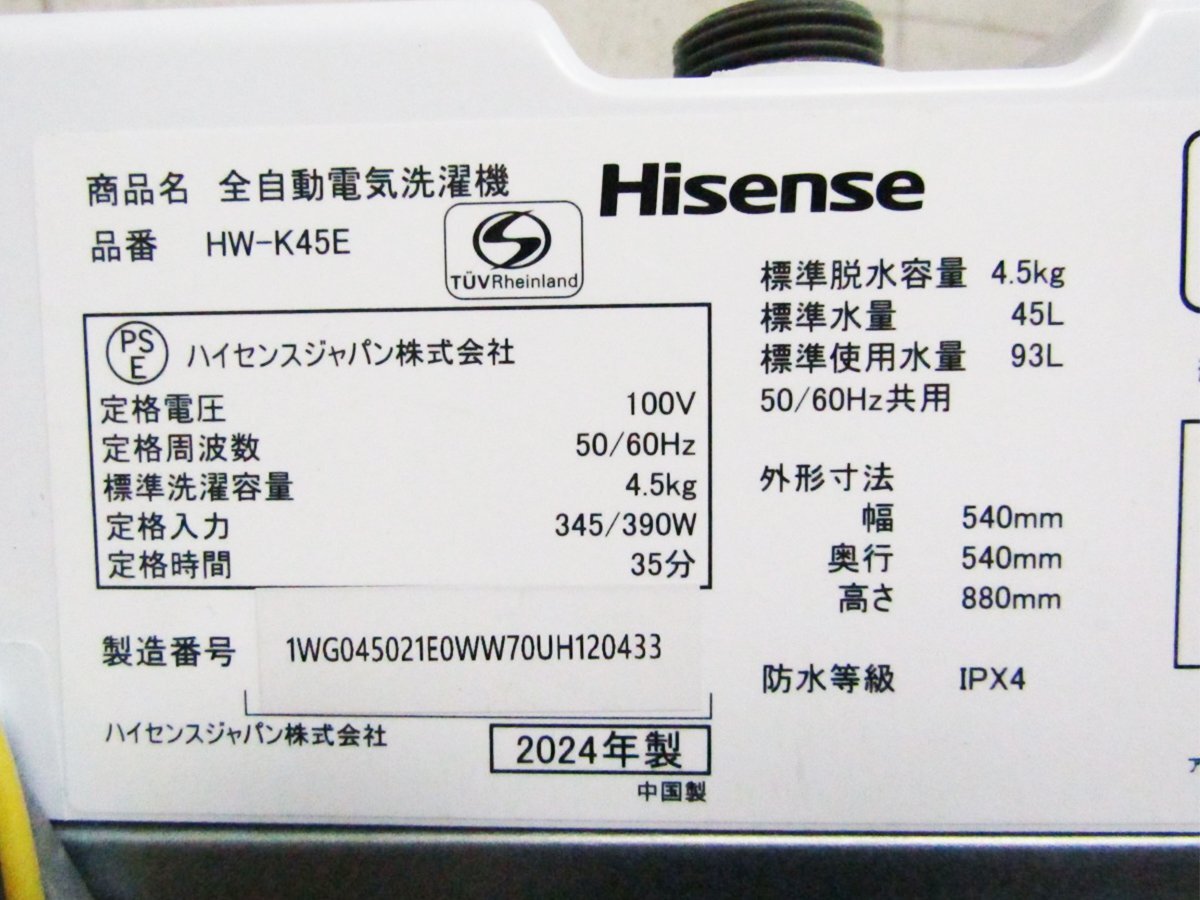 商品名 全自動電気洗濯機
品番 HW-K45E
TÜVRheinland
Hisense
PS
E
ハイセンスジャパン株式会社
定格電圧 100V
定格周波数 50/60Hz
標準洗濯容量 4.5kg
定格入力 345/390W
定格時間 35分
製造番号 1WG045021E0WW70UH120433
ハイセンスジャパン株式会社
2024年製
中国製
標準脱水容量 4.5kg
標準水量 45L
標準使用水量 93L
50/60Hz共用
外形寸法
幅 540mm
奥行 540mm
高さ 880mm
防水等級 IPX4